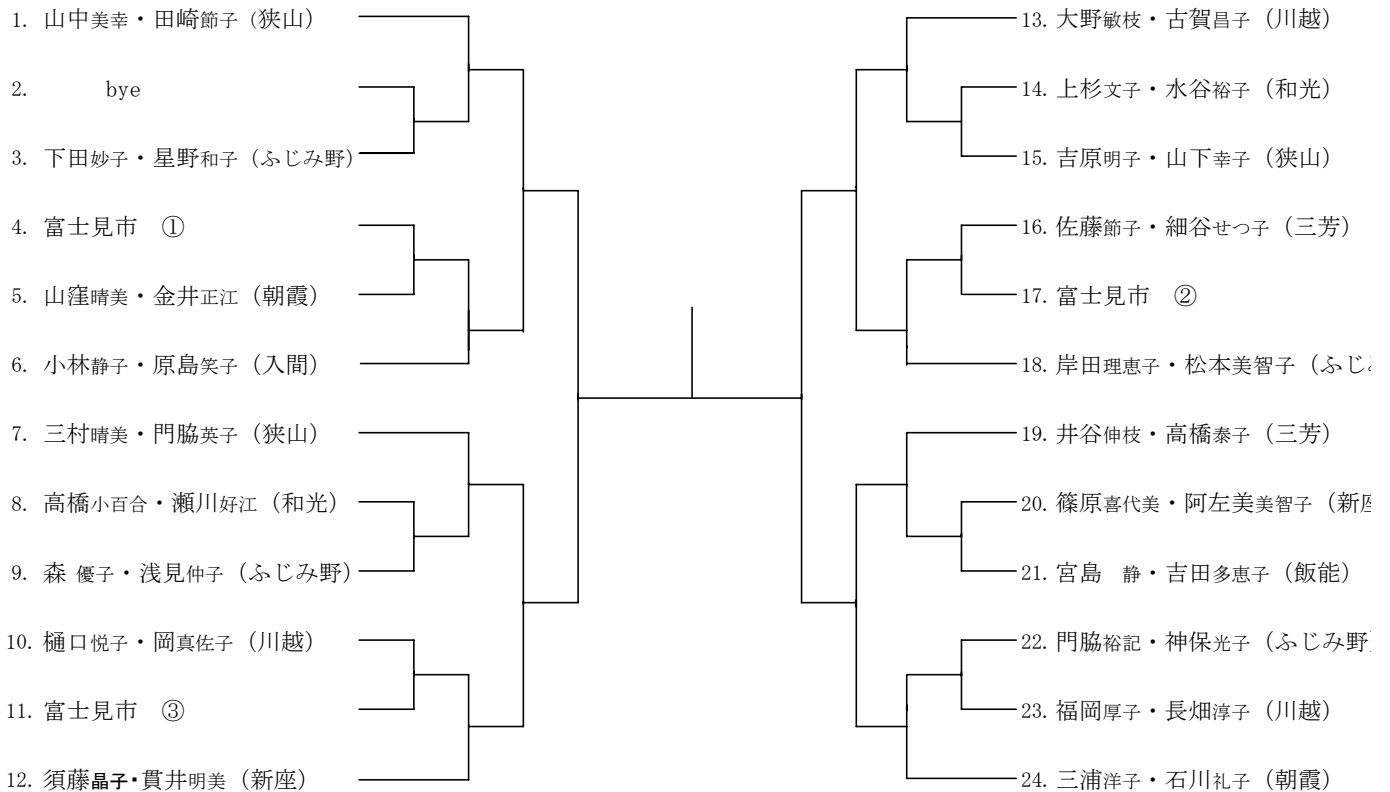 1. 山中美幸・田崎節子(狭山)
2. bye
3. 下田妙子・星野和子(ふじみ野)
4. 富士見市 ①
5. 山窪晴美・金井正江(朝霞)
6. 小林静子・原島笑子(入間)
7. 三村晴美・門脇英子(狭山)
8. 高橋小百合・瀬川好江(和光)
9. 森 優子・浅見仲子(ふじみ野)
10. 樋口悦子・岡真佐子(川越)
11. 富士見市 ③
12. 須藤晶子・貫井明美(新座)
13. 大野敏枝・古賀昌子(川越)
14. 上杉文子・水谷裕子(和光)
15. 吉原明子・山下幸子(狭山)
16. 佐藤節子・細谷せつ子(三芳)
17. 富士見市 ②
18. 岸田理恵子・松本美智子(ふじ
19. 井谷伸枝・高橋泰子(三芳)
20. 篠原喜代美・阿左美美智子(新座
21. 宮島 静・吉田多恵子(飯能)
22. 門脇裕記・神保光子(ふじみ野)
23. 福岡厚子・長畑淳子(川越)
24. 三浦洋子・石川礼子(朝霞)